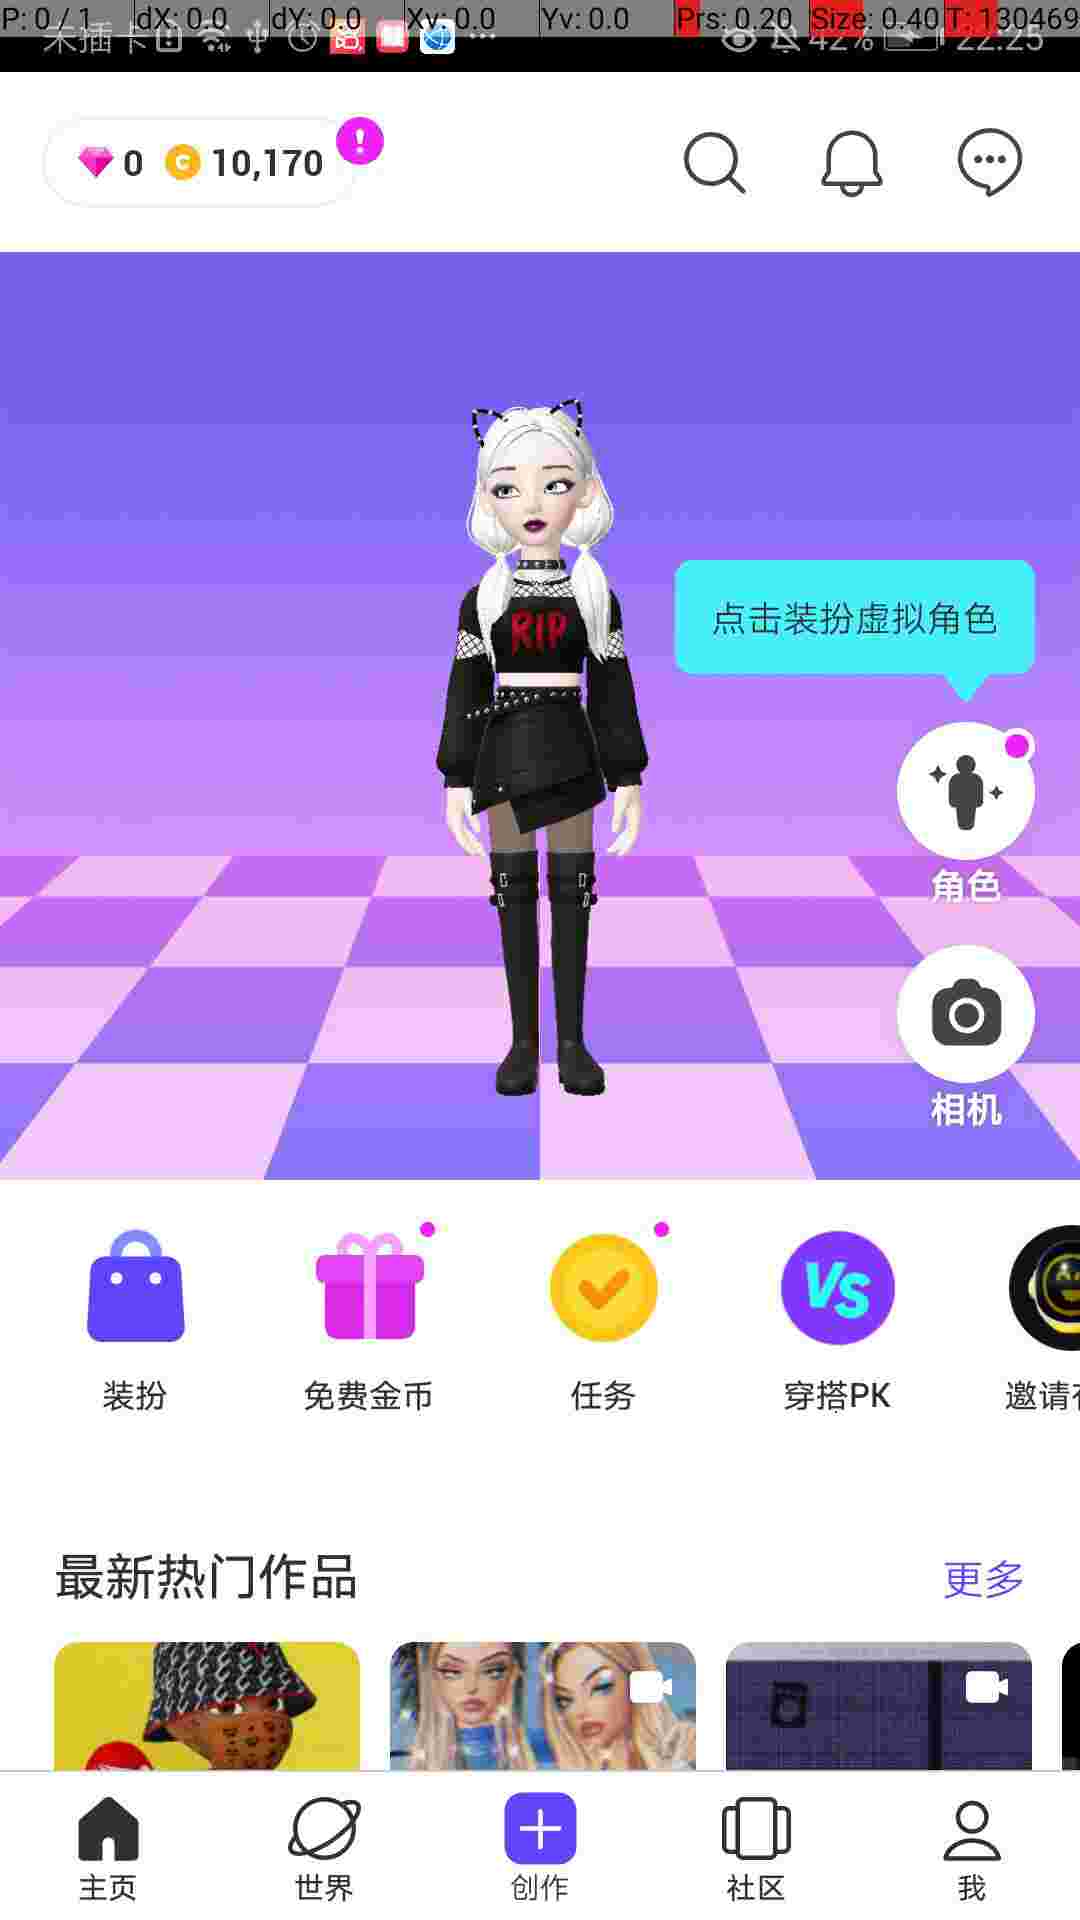 P: 0 / 1 dX: 0.0 dY: 0.0 Xv: 0.0 Yv: 0.0 Prs: 0.20 Size: 0.40 T: 130469
未插卡 42% 22:25
0 C 10,170 !
RIP
点击装扮虚拟角色
角色
相机
VS
装扮 免费金币 任务 穿搭PK 邀请
最新热门作品 更多
主页 世界 创作 社区 我